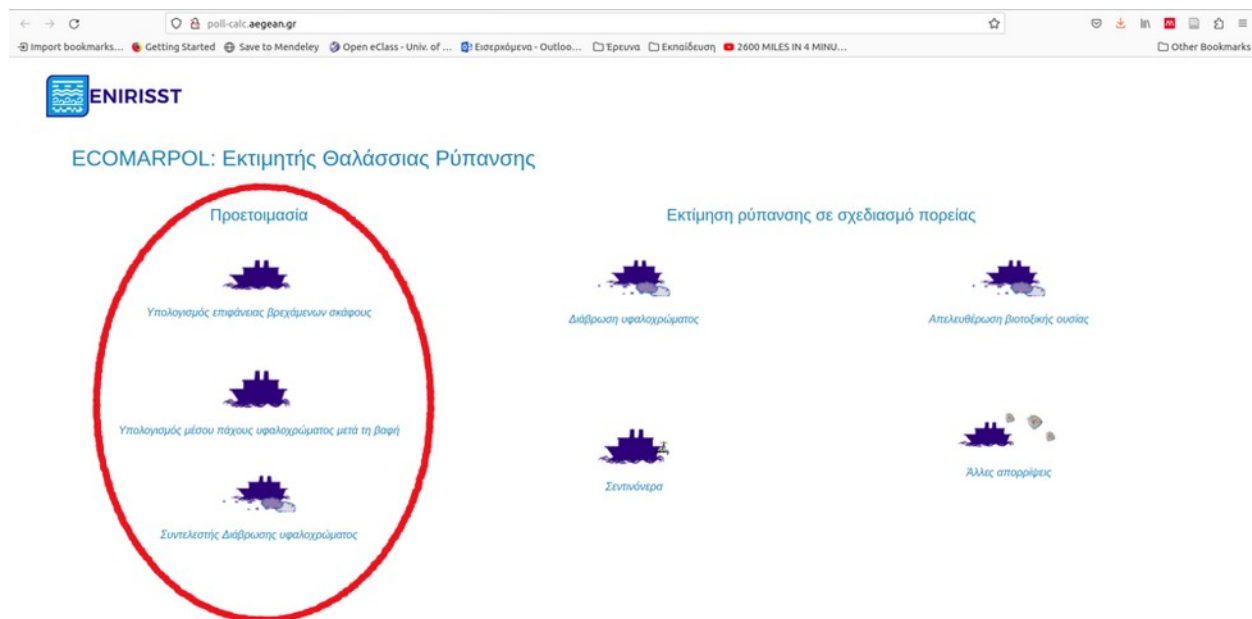 poll-calc.aegean.gr
Import bookmarks... Getting Started Save to Mendeley Open eClass - Univ. of ... Εισερχόμενα - Outloo... Έρευνα Εκπαίδευση 2600 MILES IN 4 MINU... Other Bookmarks
ENIRISST
ECOMARPOL: Εκτιμητής Θαλάσσιας Ρύπανσης
Προετοιμασία
Υπολογισμός επιφάνειας βρεχάμενων σκάφους
Υπολογισμός μέσου πάχους υφαλοχρώματος μετά τη βαφή
Συντελεστής Διάβρωσης υφαλοχρώματος
Εκτίμηση ρύπανσης σε σχεδιασμό πορείας
Διάβρωση υφαλοχρώματος
Απελευθέρωση βιοτοξικής ουσίας
Σεντινόνερα
Άλλες απορρίψεις